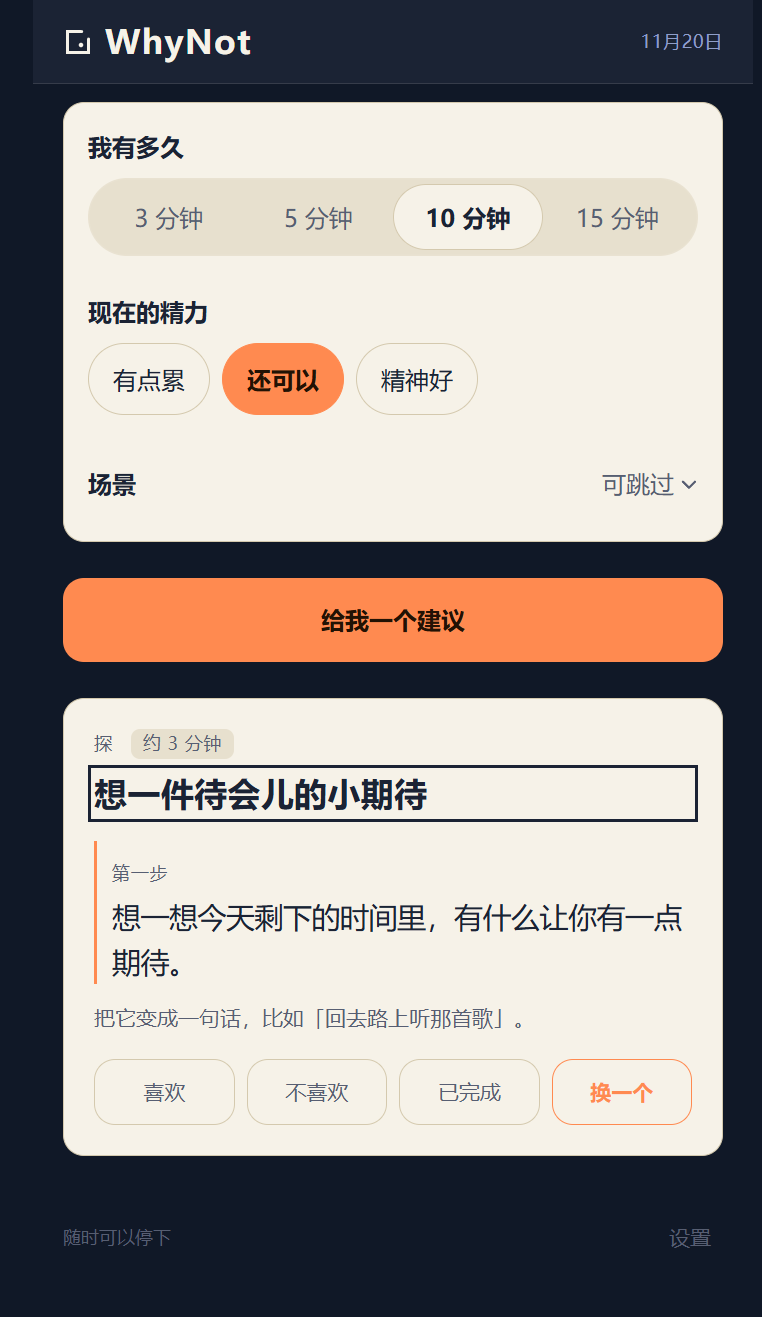 WhyNot
11月20日
我有多久
3 分钟 5 分钟 10 分钟 15 分钟
现在的精力
有点累 还可以 精神好
场景 可跳过
给我一个建议
探 约 3 分钟
想一件待会儿的小期待
第一步
想一想今天剩下的时间里，有什么让你有一点
期待。
把它变成一句话，比如「回去路上听那首歌」。
喜欢 不喜欢 已完成 换一个
随时可以停下 设置